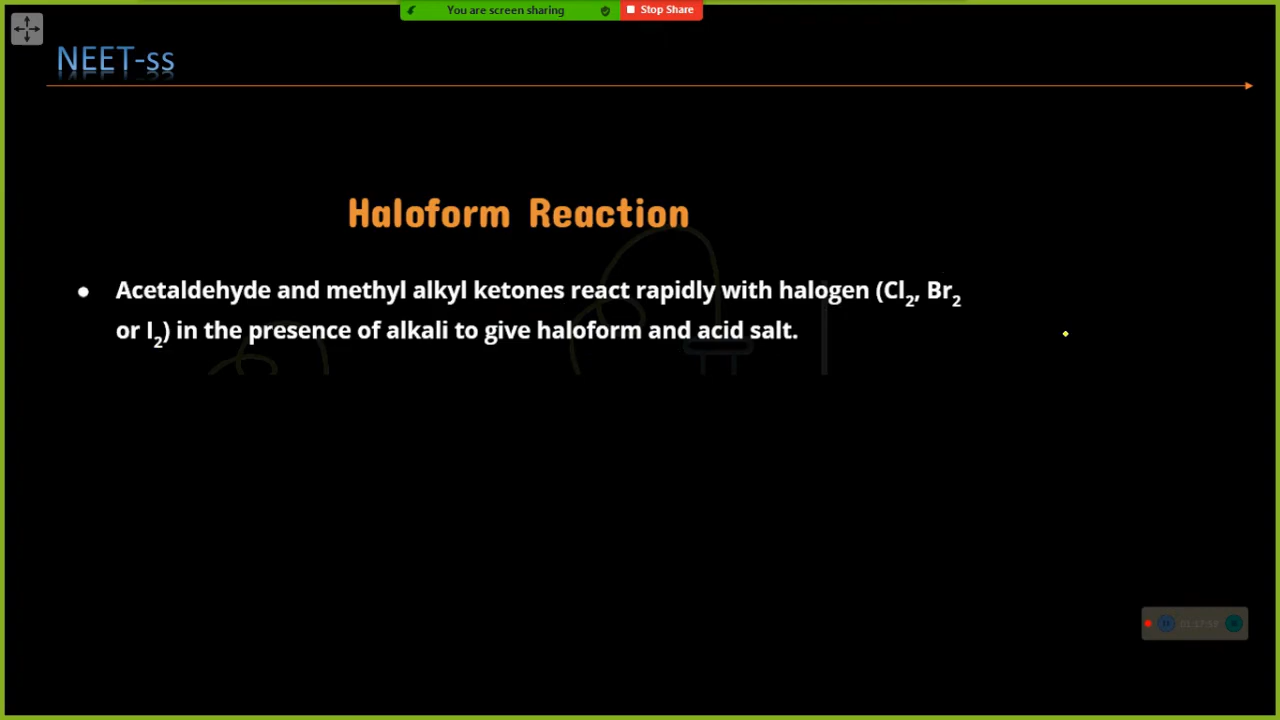 You are screen sharing Stop Share
NEET-ss
Haloform Reaction
• Acetaldehyde and methyl alkyl ketones react rapidly with halogen (Cl₂, Br₂
or I₂) in the presence of alkali to give haloform and acid salt.